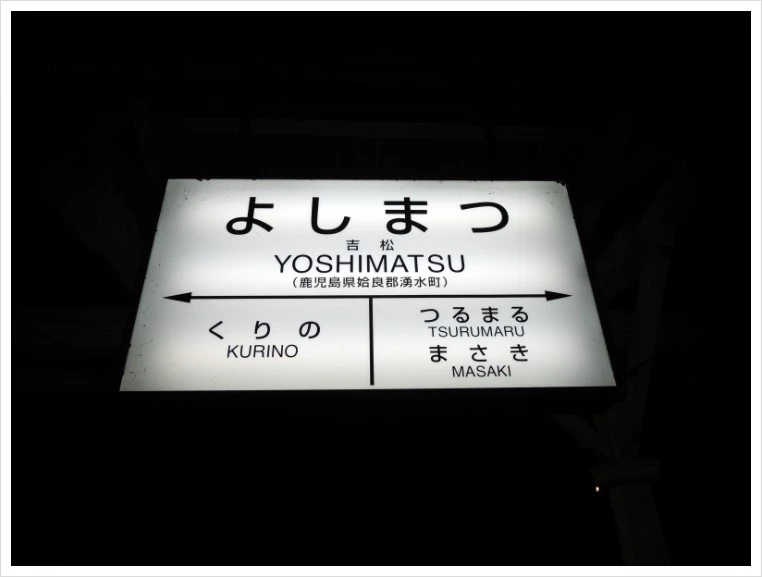 よしまつ
吉松
YOSHIMATSU
(鹿児島県姶良郡湧水町)
くりの
KURINO
つるまる
TSURUMARU
まさき
MASAKI